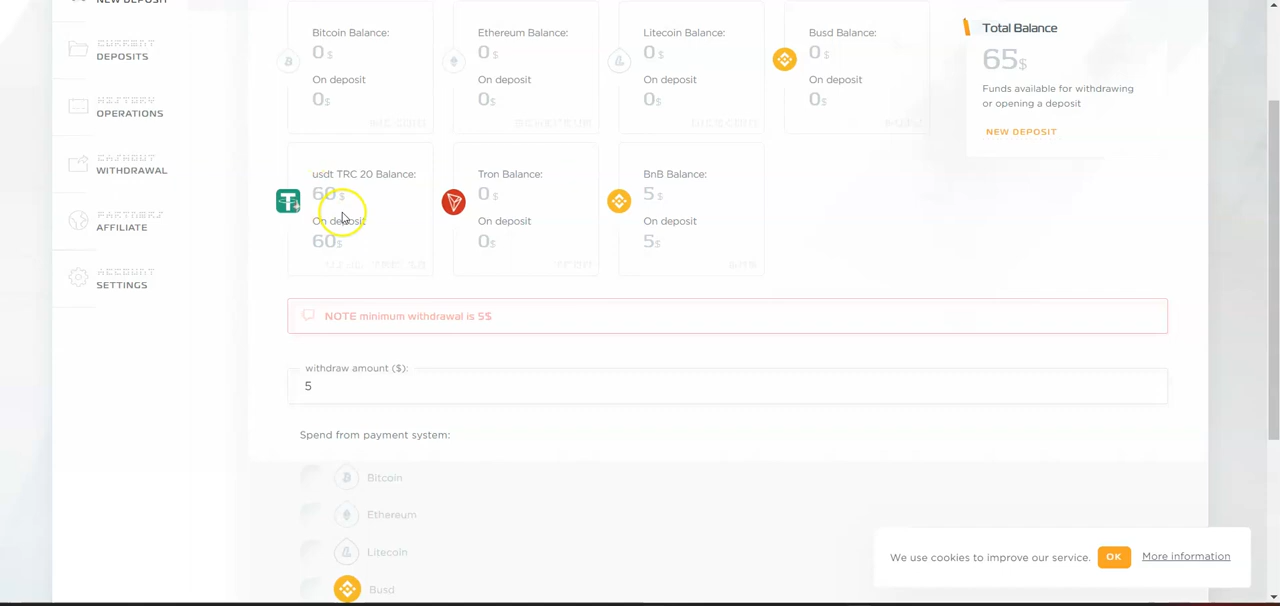 NEW DEPOSIT
CURRENT
DEPOSITS
HISTORY
OPERATIONS
CASHOUT
WITHDRAWAL
PARTNERS
AFFILIATE
ACCOUNT
SETTINGS
Bitcoin Balance:
0 $
On deposit
0$
Ethereum Balance:
0 $
On deposit
0$
Litecoin Balance:
0 $
On deposit
0$
Busd Balance:
0 $
On deposit
0$
usdt TRC 20 Balance:
60 $
On deposit
60$
Tron Balance:
0 $
On deposit
0$
BnB Balance:
5 $
On deposit
5$
Total Balance
65$
Funds available for withdrawing
or opening a deposit
NEW DEPOSIT
NOTE minimum withdrawal is 5$
withdraw amount ($):
5
Spend from payment system:
Bitcoin
Ethereum
Litecoin
Busd
We use cookies to improve our service.
OK
More information